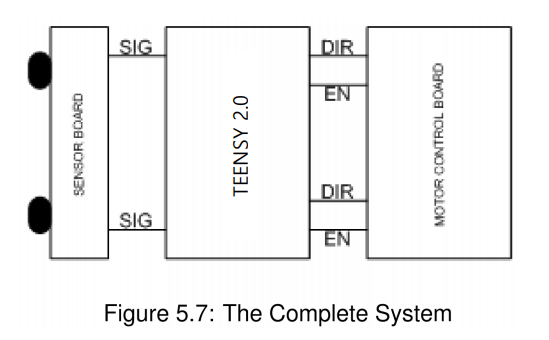 SIG
DIR
EN
SENSOR BOARD
TEENSY 2.0
MOTOR CONTROL BOARD
SIG
DIR
EN
Figure 5.7: The Complete System